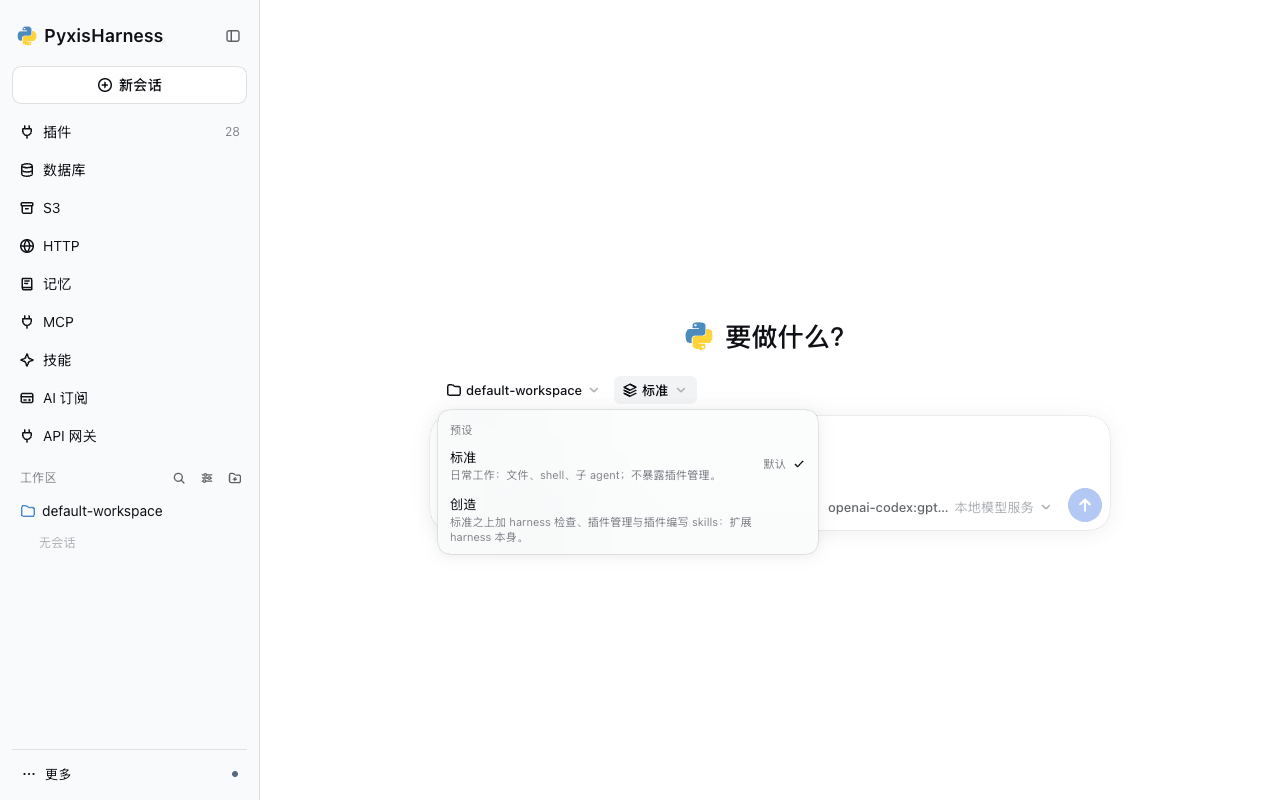 PyxisHarness
新会话
插件 28
数据库
S3
HTTP
记忆
MCP
技能
AI 订阅
API 网关
工作区
default-workspace
无会话
更多
要做什么?
default-workspace 标准
预设
标准
日常工作：文件、shell、子 agent；不暴露插件管理。
默认
创造
标准之上加 harness 检查、插件管理与插件编写 skills：扩展
harness 本身。
openai-codex:gpt... 本地模型服务